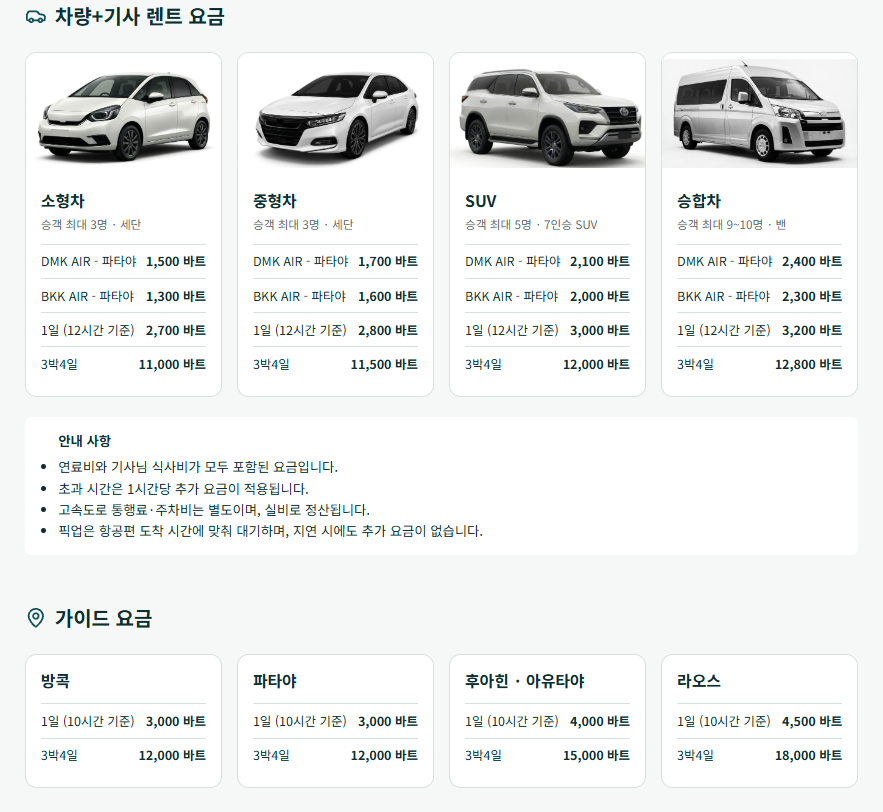 차량+기사 렌트 요금
소형차
승객 최대 3명 · 세단
DMK AIR - 파타야 1,500 바트
BKK AIR - 파타야 1,300 바트
1일 (12시간 기준) 2,700 바트
3박4일 11,000 바트
중형차
승객 최대 3명 · 세단
DMK AIR - 파타야 1,700 바트
BKK AIR - 파타야 1,600 바트
1일 (12시간 기준) 2,800 바트
3박4일 11,500 바트
SUV
승객 최대 5명 · 7인승 SUV
DMK AIR - 파타야 2,100 바트
BKK AIR - 파타야 2,000 바트
1일 (12시간 기준) 3,000 바트
3박4일 12,000 바트
승합차
승객 최대 9~10명 · 밴
DMK AIR - 파타야 2,400 바트
BKK AIR - 파타야 2,300 바트
1일 (12시간 기준) 3,200 바트
3박4일 12,800 바트
안내 사항
연료비와 기사님 식사비가 모두 포함된 요금입니다.
초과 시간은 1시간당 추가 요금이 적용됩니다.
고속도로 통행료·주차비는 별도이며, 실비로 정산됩니다.
픽업은 항공편 도착 시간에 맞춰 대기하며, 지연 시에도 추가 요금이 없습니다.
가이드 요금
방콕
1일 (10시간 기준) 3,000 바트
3박4일 12,000 바트
파타야
1일 (10시간 기준) 3,000 바트
3박4일 12,000 바트
후아힌 · 아유타야
1일 (10시간 기준) 4,000 바트
3박4일 15,000 바트
라오스
1일 (10시간 기준) 4,500 바트
3박4일 18,000 바트